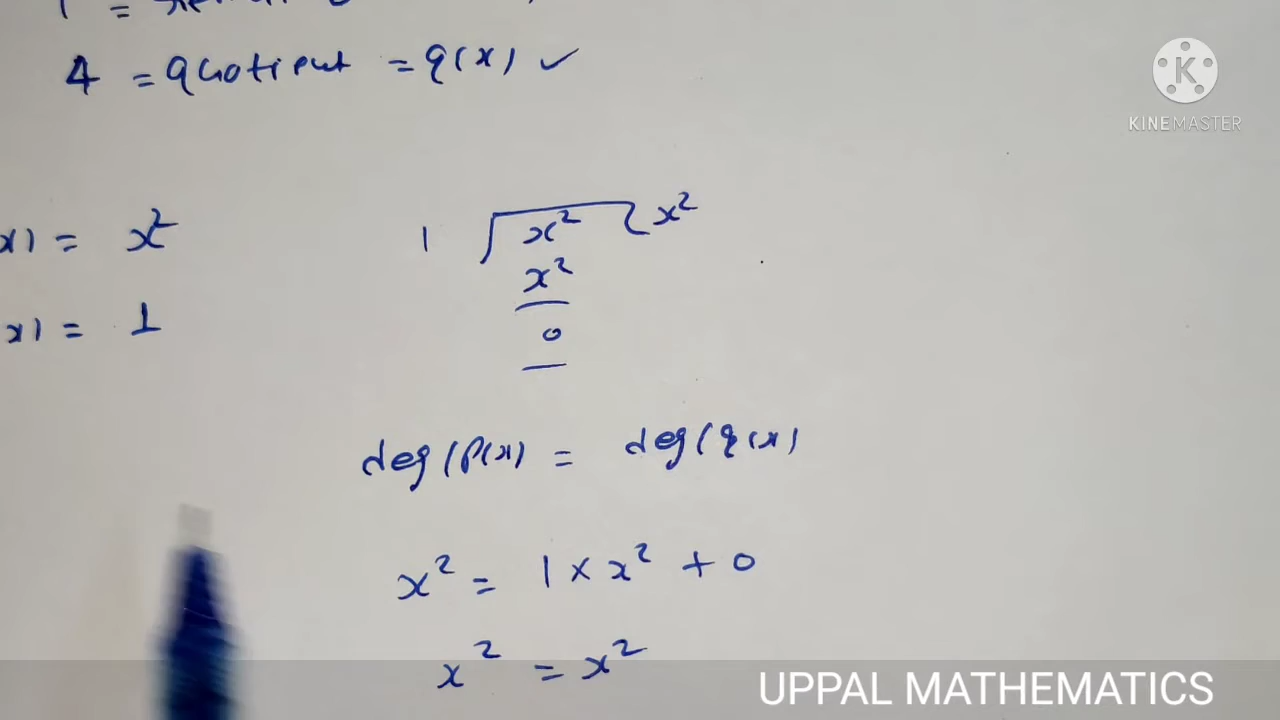 4 = quotient = q(x) ✓
KINEMASTER
x) = x²
1 x² x²
x²
0
x) = 1
deg(p(x) = deg(q(x)
x² = 1 × x² + 0
x² = x²
UPPAL MATHEMATICS